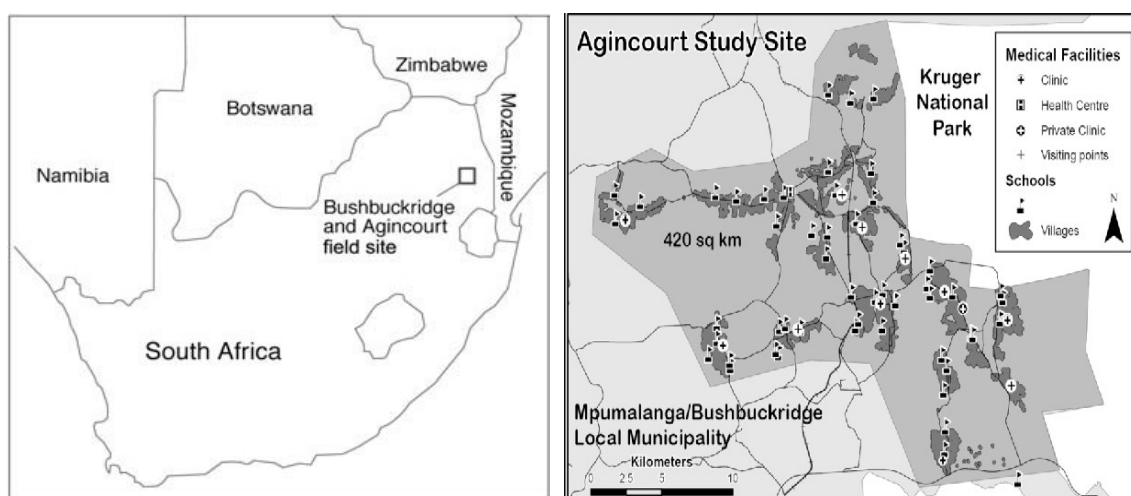 Zimbabwe
Botswana
Mozambique
Namibia
Bushbuckridge
and Agincourt
field site
South Africa
Agincourt Study Site
Kruger
National
Park
Medical Facilities
Clinic
Health Centre
Private Clinic
Visiting points
Schools
N
Villages
420 sq km
Mpumalanga/Bushbuckridge
Local Municipality
Kilometers
0 2.5 5 10